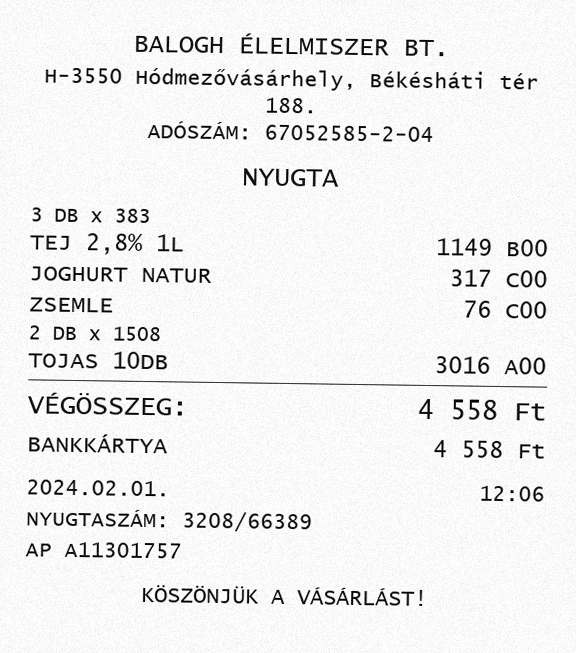 BALOGH ÉLELMISZER BT.
H-3550 Hódmezővásárhely, Békésháti tér
188.
ADÓSZÁM: 67052585-2-04
NYUGTA
3 DB x 383
TEJ 2,8% 1L 1149 B00
JOGHURT NATUR 317 C00
ZSEMLE 76 C00
2 DB x 1508
TOJAS 10DB 3016 A00
VÉGÖSSZEG: 4 558 Ft
BANKKÁRTYA 4 558 Ft
2024.02.01. 12:06
NYUGTASZÁM: 3208/66389
AP A11301757
KÖSZÖNJÜK A VÁSÁRLÁST!